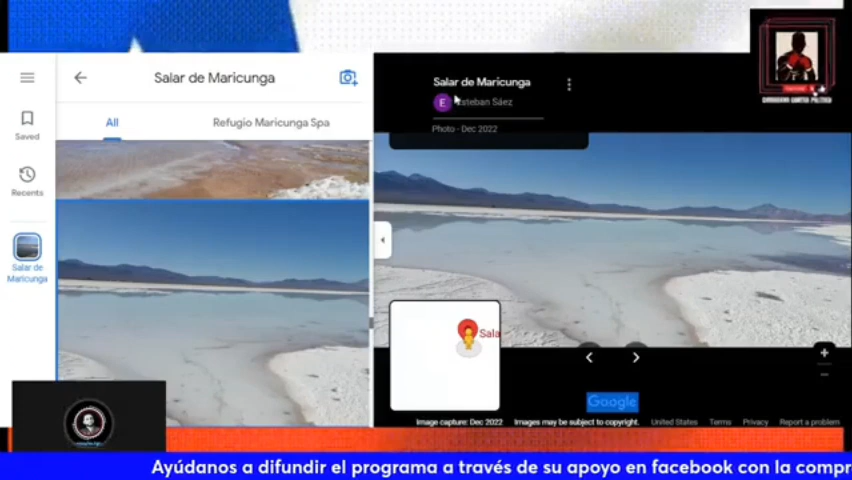 Salar de Maricunga
All
Refugio Maricunga Spa
Saved
Recents
Salar de
Maricunga
Salar de Maricunga
E
Esteban Sáez
Photo - Dec 2022
Sala
Google
Image capture: Dec 2022 Images may be subject to copyright. United States Terms Privacy Report a problem
Ayúdanos a difundir el programa a través de su apoyo en facebook con la compr